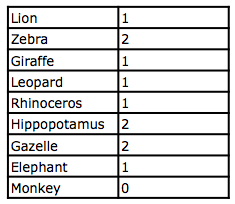 Lion 1
Zebra 2
Giraffe 1
Leopard 1
Rhinoceros 1
Hippopotamus 2
Gazelle 2
Elephant 1
Monkey 0